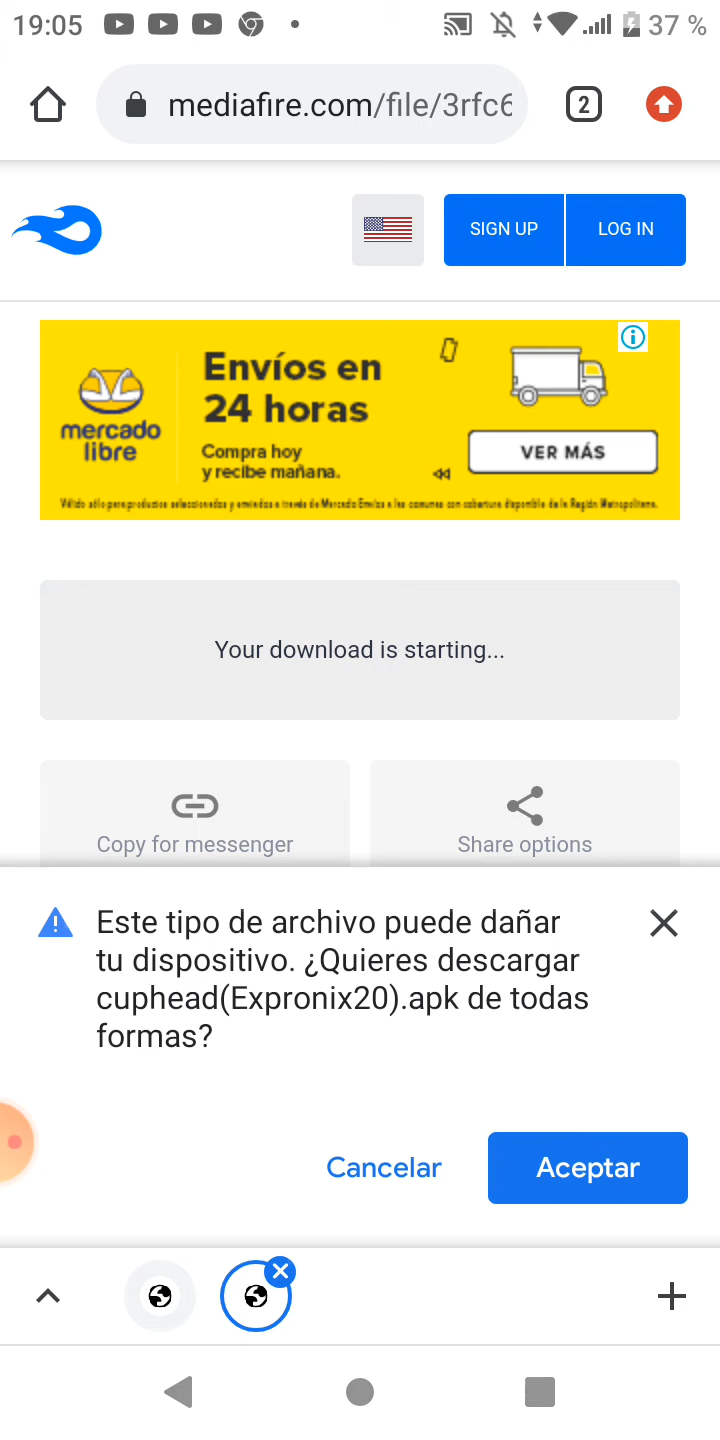 19:05
37 %
mediafire.com/file/3rfc6
2
SIGN UP
LOG IN
mercado
libre
Envíos en
24 horas
Compra hoy
y recibe mañana.
VER MÁS
Your download is starting...
Copy for messenger
Share options
Este tipo de archivo puede dañar
tu dispositivo. ¿Quieres descargar
cuphead(Expronix20).apk de todas
formas?
Cancelar
Aceptar